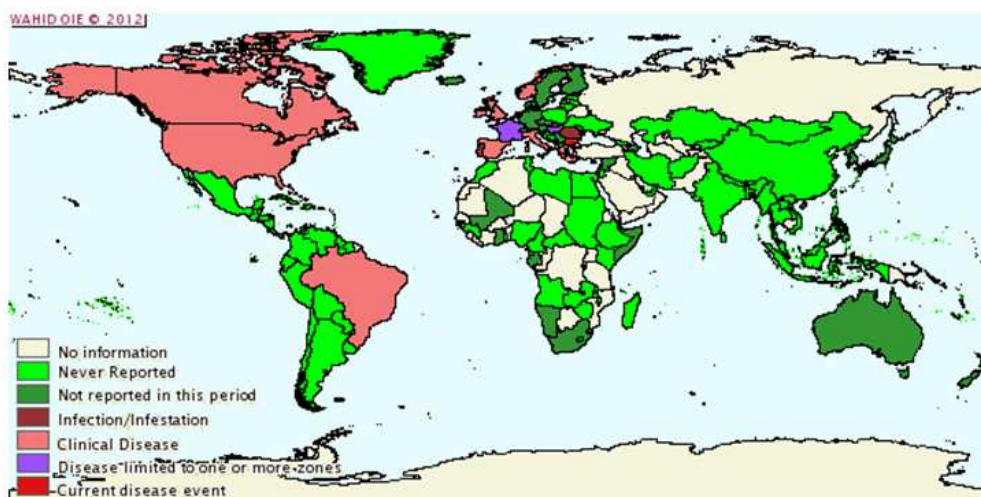 WAHID OIE © 2012
No information
Never Reported
Not reported in this period
Infection/Infestation
Clinical Disease
Disease limited to one or more zones
Current disease event